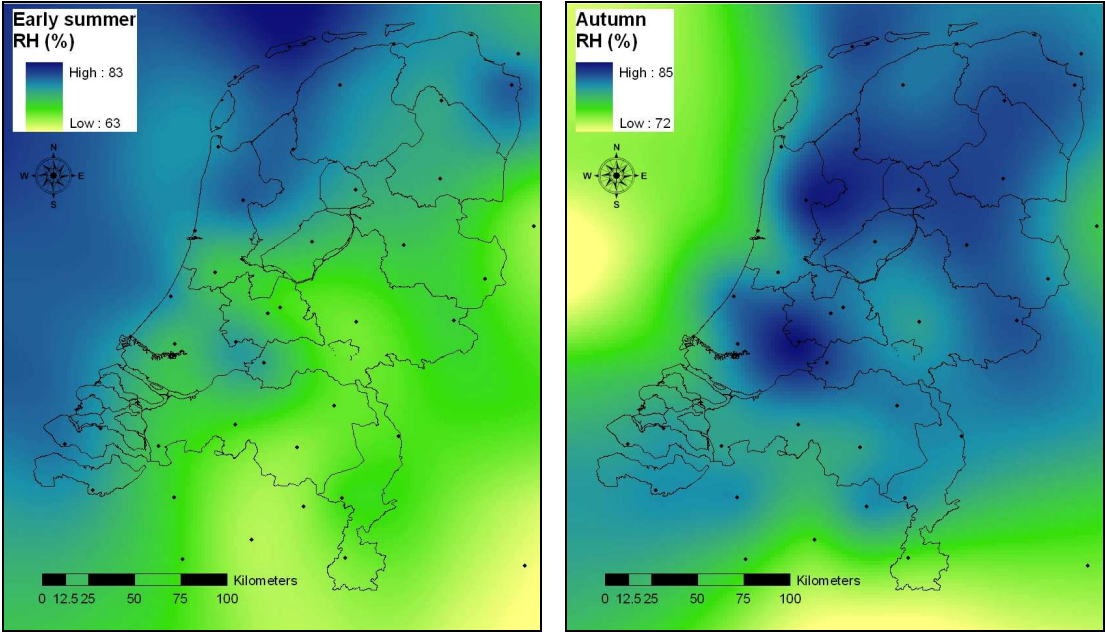 Early summer
RH (%)
High : 83
Low : 63
N
W E
S
Kilometers
0 12.5 25 50 75 100
Autumn
RH (%)
High : 85
Low : 72
N
W E
S
Kilometers
0 12.5 25 50 75 100